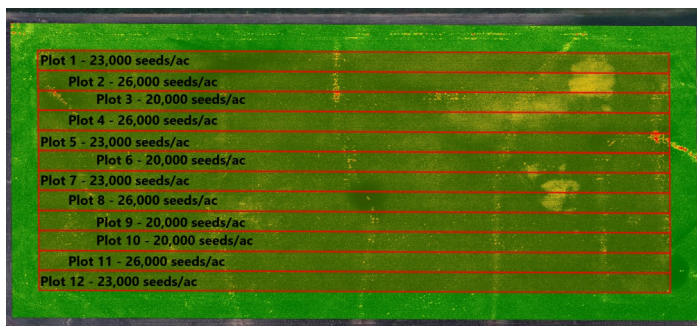 Plot 1 - 23,000 seeds/ac
Plot 2 - 26,000 seeds/ac
Plot 3 - 20,000 seeds/ac
Plot 4 - 26,000 seeds/ac
Plot 5 - 23,000 seeds/ac
Plot 6 - 20,000 seeds/ac
Plot 7 - 23,000 seeds/ac
Plot 8 - 26,000 seeds/ac
Plot 9 - 20,000 seeds/ac
Plot 10 - 20,000 seeds/ac
Plot 11 - 26,000 seeds/ac
Plot 12 - 23,000 seeds/ac